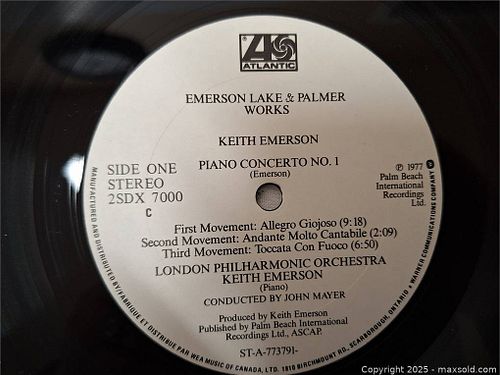 ATLANTIC
EMERSON LAKE & PALMER
WORKS
KEITH EMERSON
PIANO CONCERTO NO. 1
(Emerson)
SIDE ONE
STEREO
2SDX 7000
C
℗ 1977
Palm Beach
International
Recordings
Ltd.
First Movement: Allegro Giojoso (9:18)
Second Movement: Andante Molto Cantabile (2:09)
Third Movement: Toccata Con Fuoco (6:50)
LONDON PHILHARMONIC ORCHESTRA
KEITH EMERSON
(Piano)
CONDUCTED BY JOHN MAYER
Produced by Keith Emerson
Published by Palm Beach International
Recordings Ltd., ASCAP.
ST-A-773791-
MANUFACTURED AND DISTRIBUTED BY/FABRIQUE ET DISTRIBUE PAR WEA MUSIC OF CANADA, LTD. 1810 BIRCHMOUNT RD., SCARBOROUGH, ONTARIO • A WARNER COMMUNICATIONS COMPANY
Copyright 2025 - maxsold.com